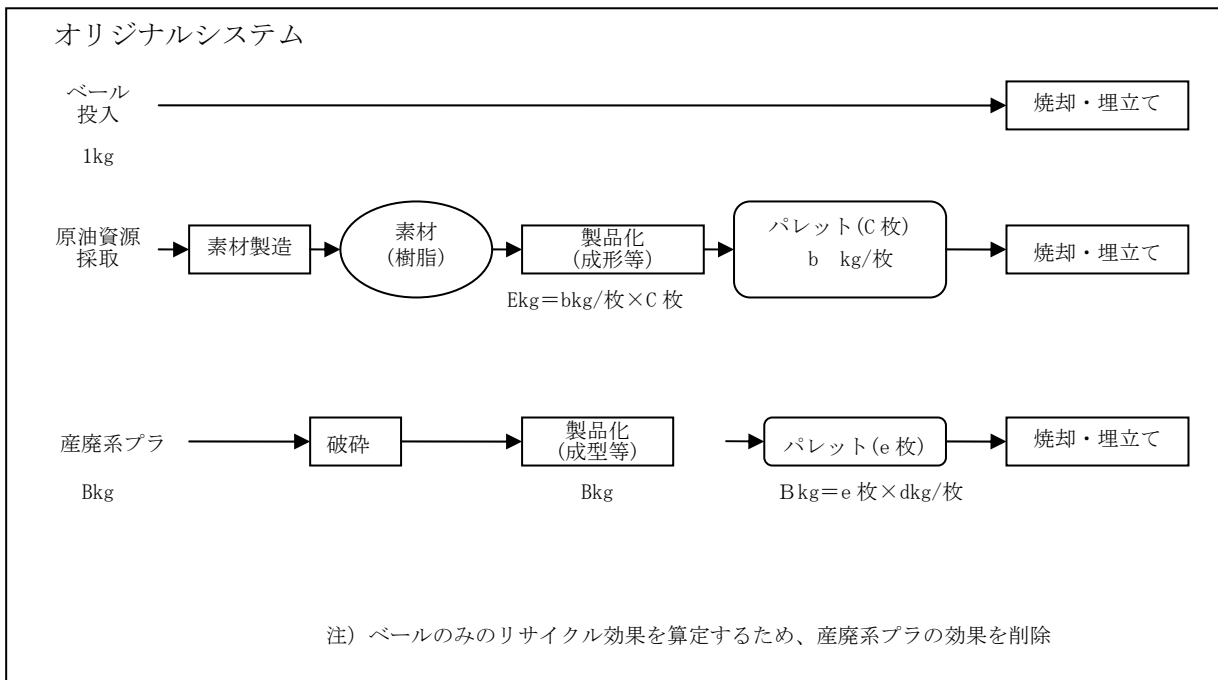 オリジナルシステム
ベール
投入
焼却・埋立て
1kg
原油資源
採取
素材製造
素材
(樹脂)
製品化
(成形等)
パレット(C 枚)
b kg/枚
焼却・埋立て
Ekg＝bkg/枚×C 枚
産廃系プラ
破砕
製品化
(成型等)
パレット(e 枚)
焼却・埋立て
Bkg
Bkg
Ｂkg＝e 枚×dkg/枚
注）ベールのみのリサイクル効果を算定するため、産廃系プラの効果を削除